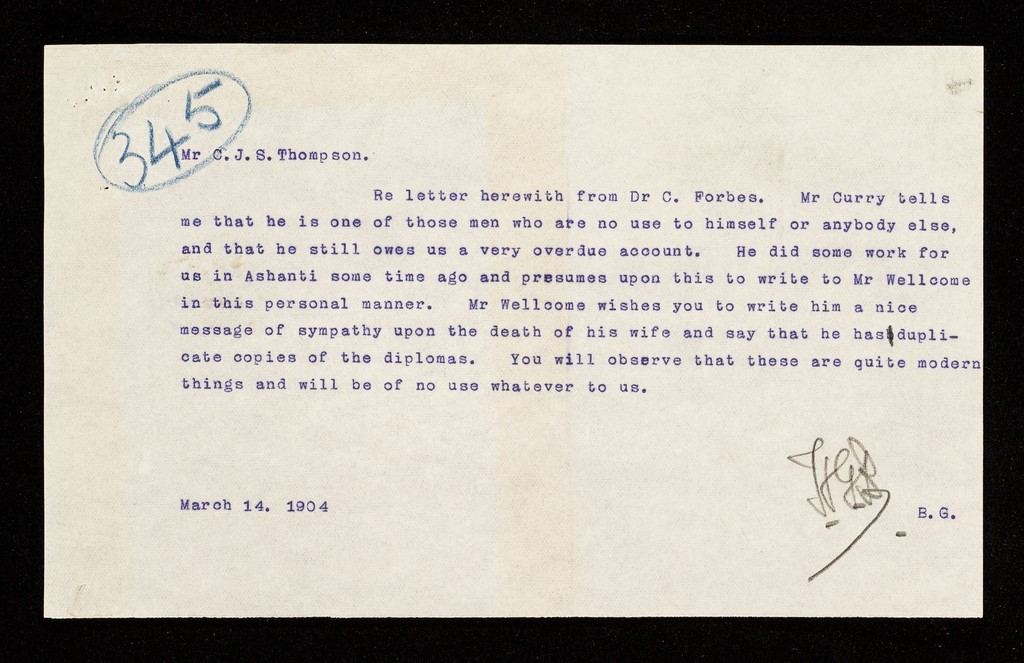 345
Mr C.J.S.Thompson.
Re letter herewith from Dr C. Forbes. Mr Curry tells
me that he is one of those men who are no use to himself or anybody else,
and that he still owes us a very overdue account. He did some work for
us in Ashanti some time ago and presumes upon this to write to Mr Wellcome
in this personal manner. Mr Wellcome wishes you to write him a nice
message of sympathy upon the death of his wife and say that he has dupli-
cate copies of the diplomas. You will observe that these are quite modern
things and will be of no use whatever to us.
March 14. 1904
B.G.